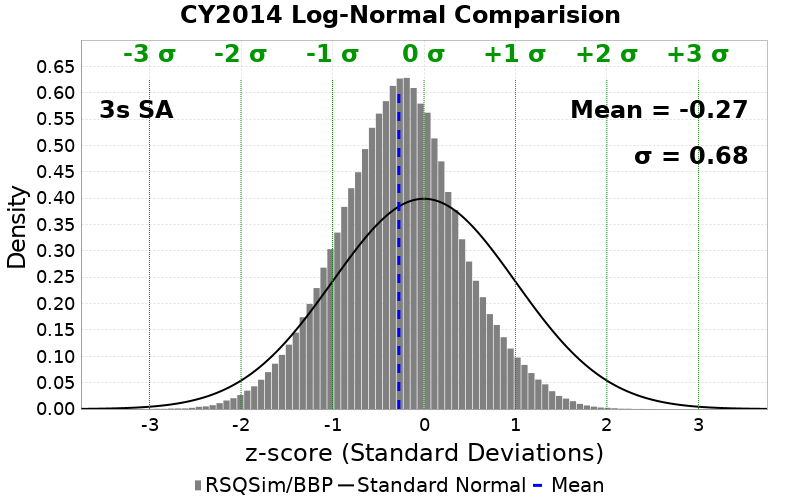 CY2014 Log-Normal Comparision
-3 σ -2 σ -1 σ 0 σ +1 σ +2 σ +3 σ
3s SA
Mean = -0.27
σ = 0.68
Density
0.65
0.60
0.55
0.50
0.45
0.40
0.35
0.30
0.25
0.20
0.15
0.10
0.05
0.00
-3 -2 -1 0 1 2 3
z-score (Standard Deviations)
RSQSim/BBP Standard Normal Mean